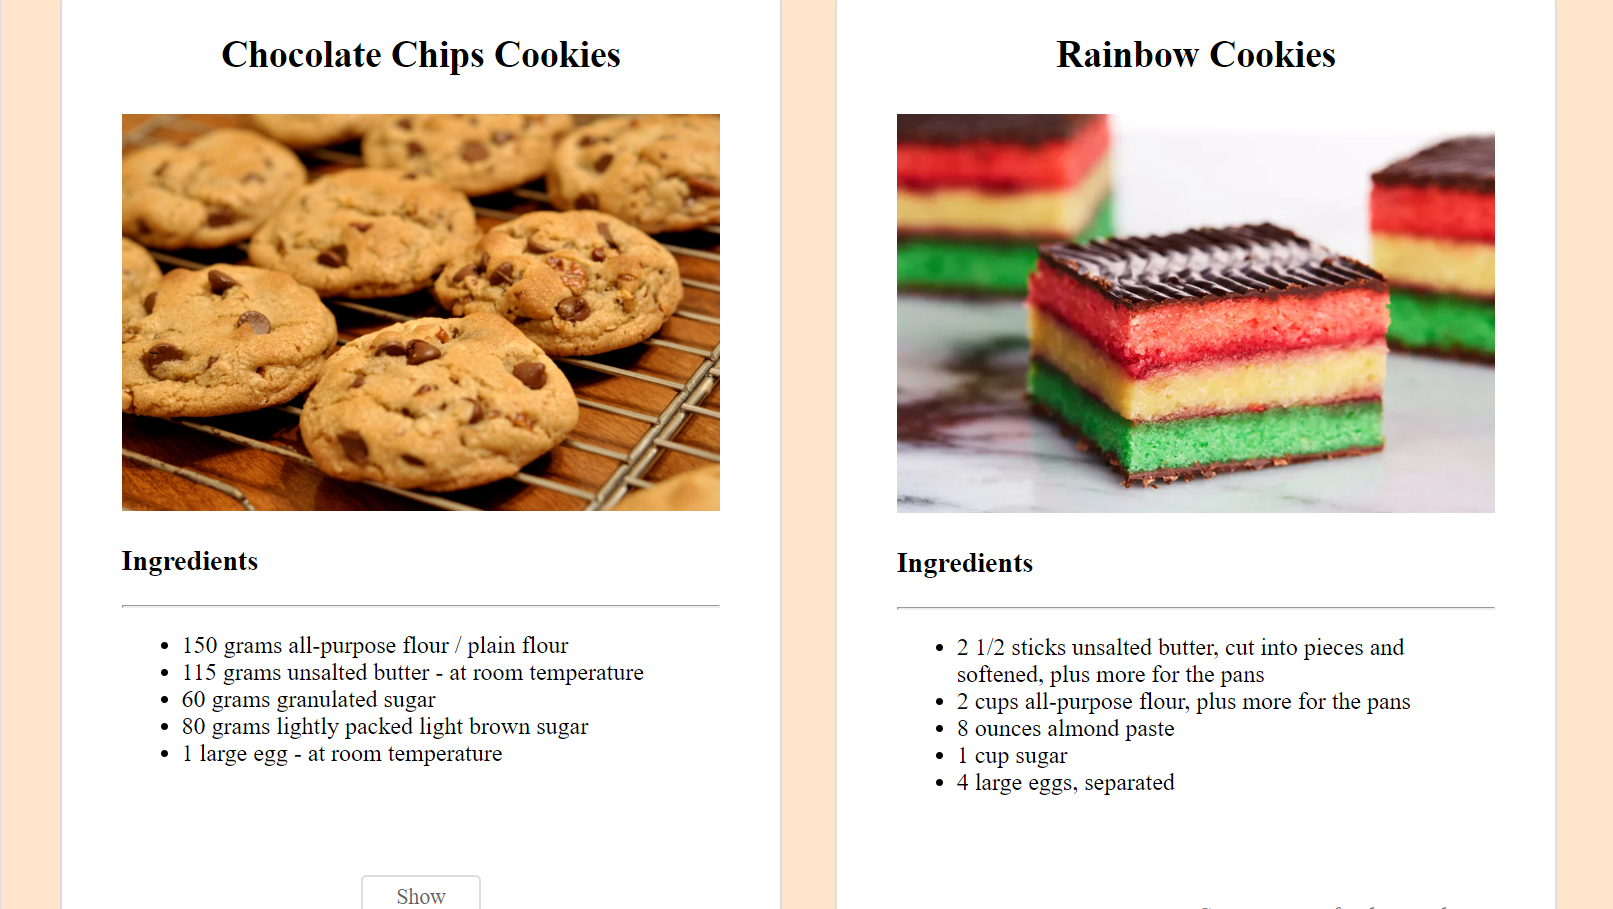 Chocolate Chips Cookies
Ingredients
150 grams all-purpose flour / plain flour
115 grams unsalted butter - at room temperature
60 grams granulated sugar
80 grams lightly packed light brown sugar
1 large egg - at room temperature
Show
Rainbow Cookies
Ingredients
2 1/2 sticks unsalted butter, cut into pieces and
softened, plus more for the pans
2 cups all-purpose flour, plus more for the pans
8 ounces almond paste
1 cup sugar
4 large eggs, separated